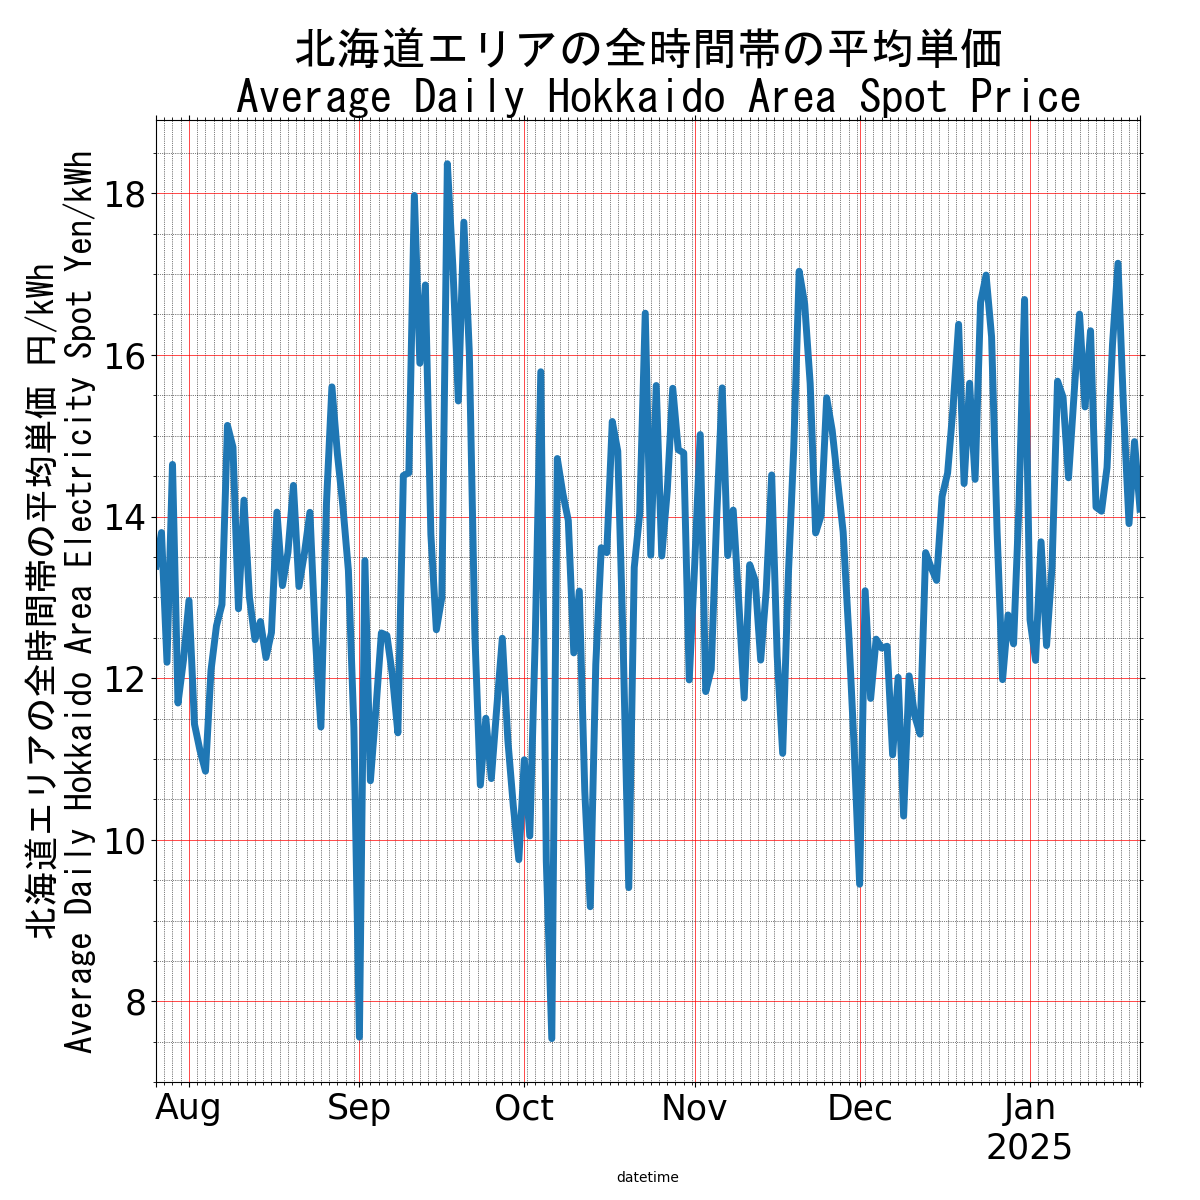 北海道エリアの全時間帯の平均単価
Average Daily Hokkaido Area Spot Price
北海道エリアの全時間帯の平均単価 円/kWh
Average Daily Hokkaido Area Electricity Spot Yen/kWh
18
16
14
12
10
8
Aug
Sep
Oct
Nov
Dec
Jan
2025
datetime